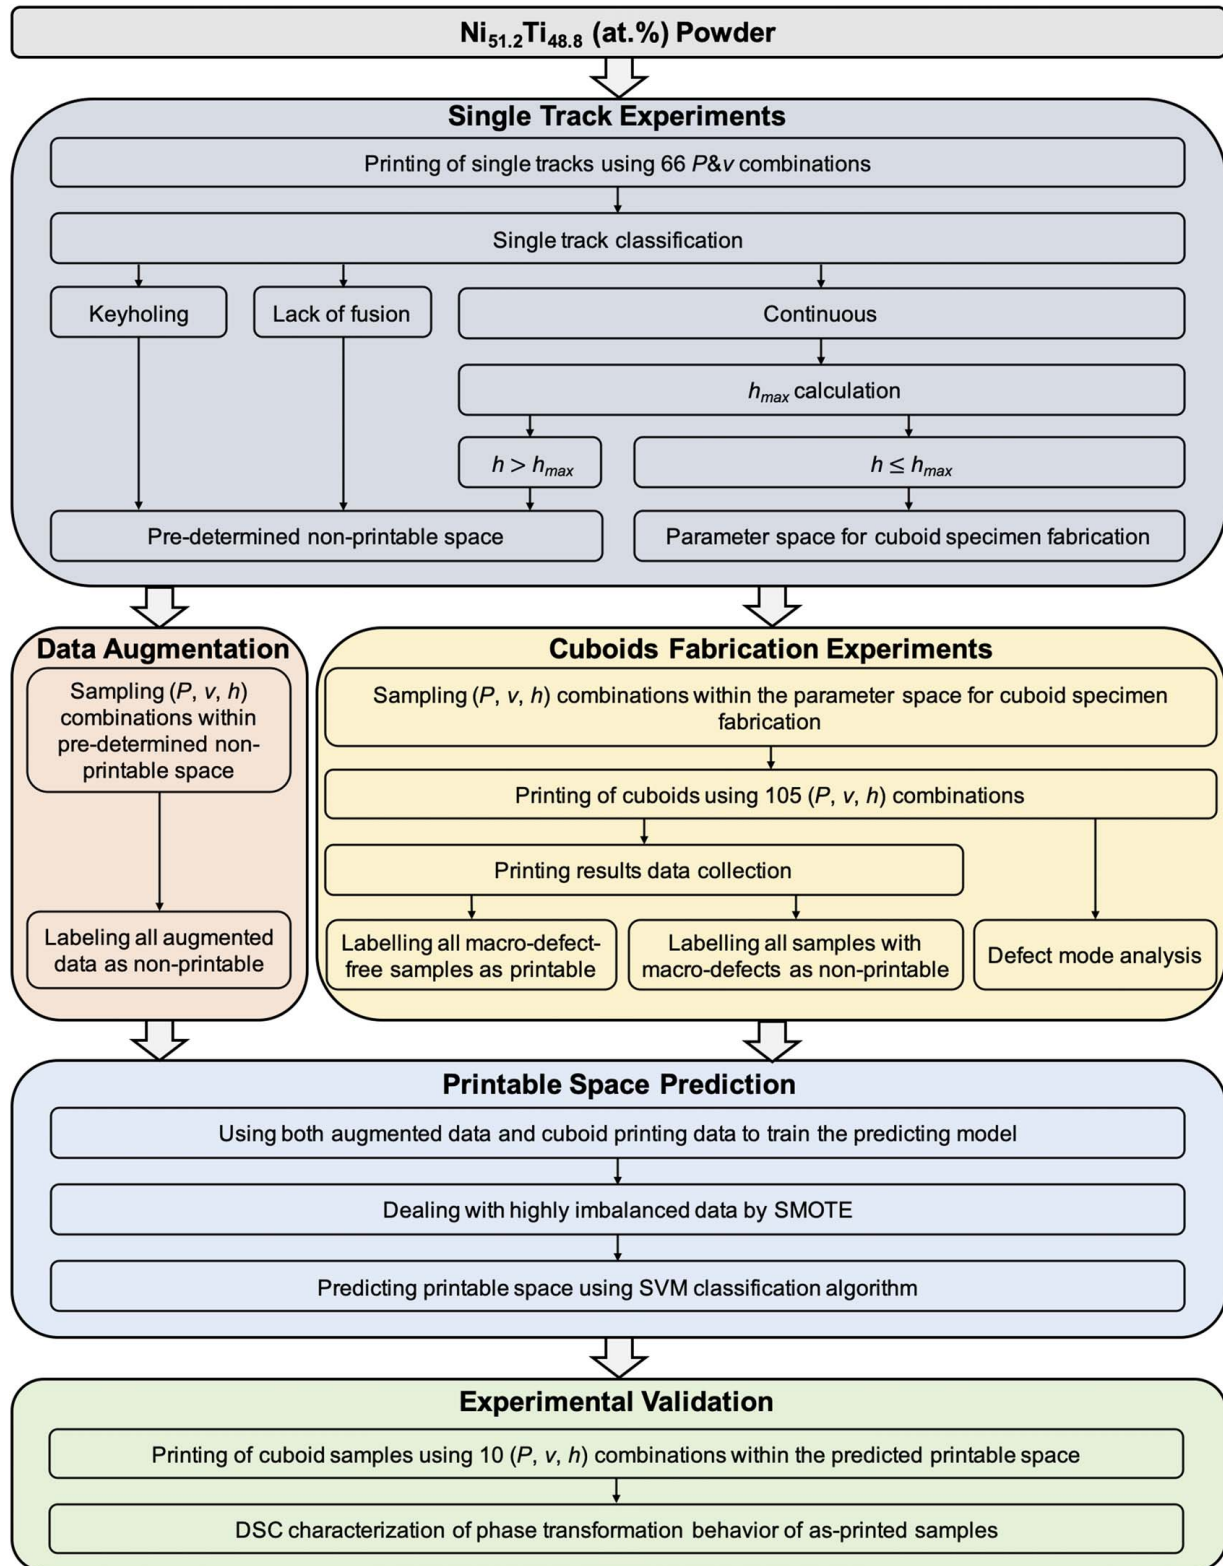 Ni51.2Ti48.8 (at.%) Powder
Single Track Experiments
Printing of single tracks using 66 P&v combinations
Single track classification
Keyholing
Lack of fusion
Continuous
hmax calculation
h > hmax
h ≤ hmax
Pre-determined non-printable space
Parameter space for cuboid specimen fabrication
Data Augmentation
Sampling (P, v, h)
combinations within
pre-determined non-
printable space
Labeling all augmented
data as non-printable
Cuboids Fabrication Experiments
Sampling (P, v, h) combinations within the parameter space for cuboid specimen
fabrication
Printing of cuboids using 105 (P, v, h) combinations
Printing results data collection
Labelling all macro-defect-
free samples as printable
Labelling all samples with
macro-defects as non-printable
Defect mode analysis
Printable Space Prediction
Using both augmented data and cuboid printing data to train the predicting model
Dealing with highly imbalanced data by SMOTE
Predicting printable space using SVM classification algorithm
Experimental Validation
Printing of cuboid samples using 10 (P, v, h) combinations within the predicted printable space
DSC characterization of phase transformation behavior of as-printed samples